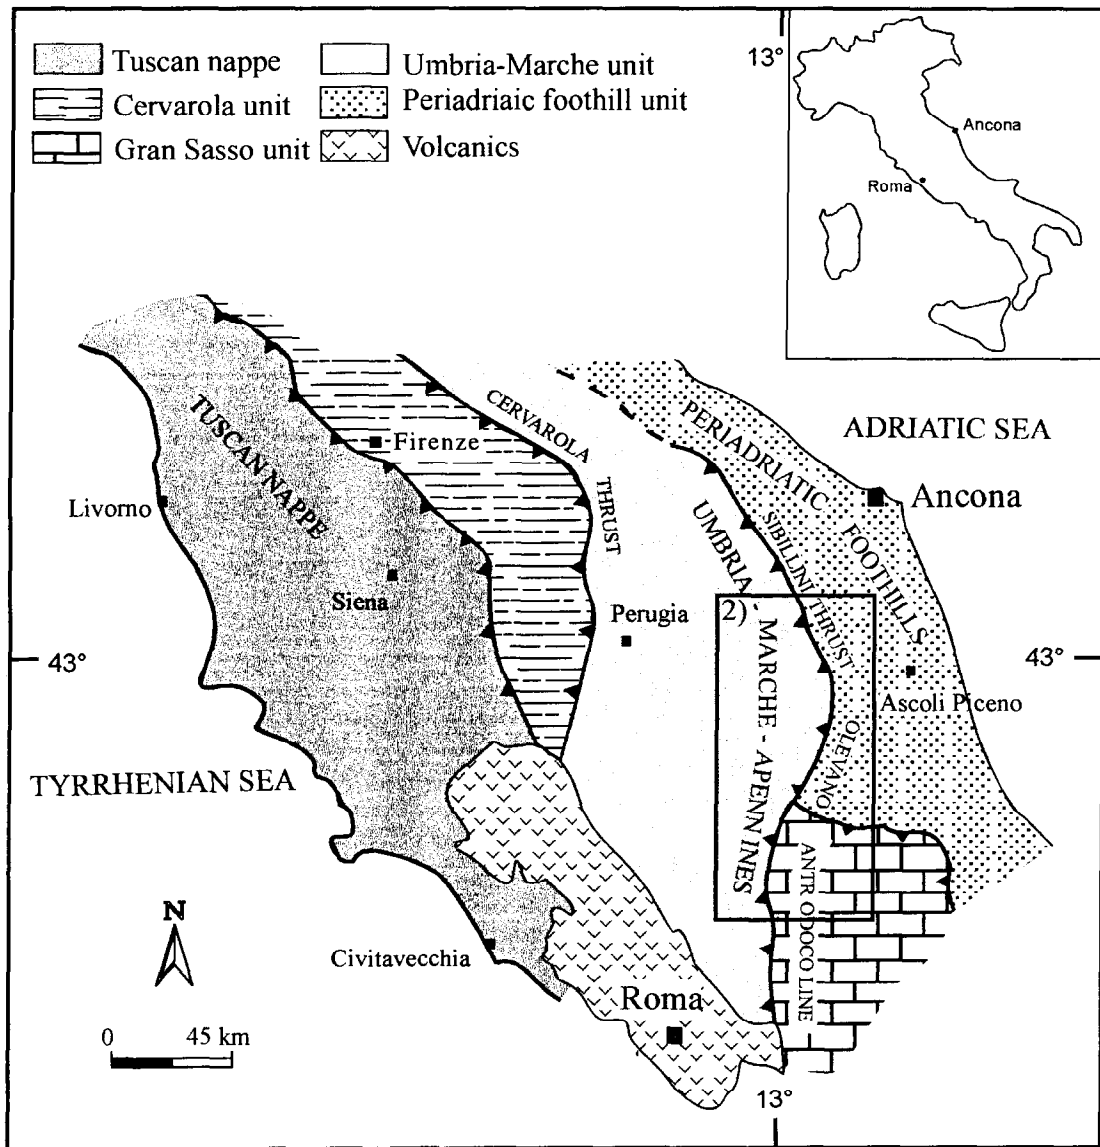 Tuscan nappe
Umbria-Marche unit
Cervarola unit
Periadriaic foothill unit
Gran Sasso unit
Volcanics
13°
Ancona
Roma
ADRIATIC SEA
TUSCAN NAPPE
Firenze
CERVAROLA THRUST
PERIADRIATIC FOOTHILLS
Livorno
Ancona
Siena
UMBRIA - MARCHE - APENNINES
SIBILLINI THRUST
Perugia
2)
43°
43°
Ascoli Piceno
OLEVANO
ANTRODOCO LINE
TYRRHENIAN SEA
N
Civitavecchia
Roma
0 45 km
13°